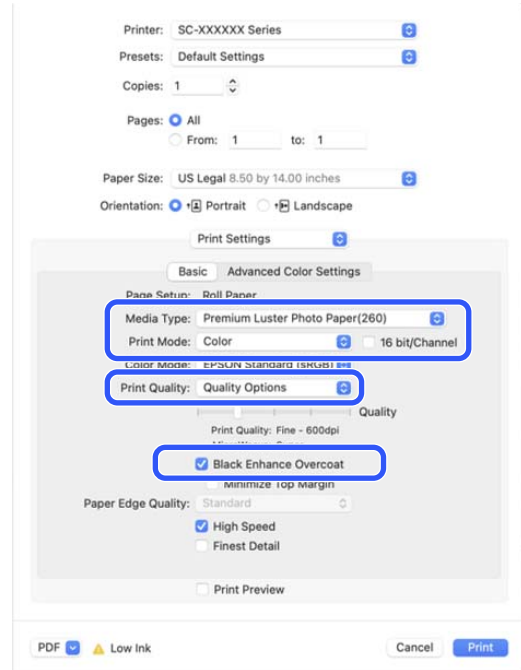 Printer: SC-XXXXXX Series
Presets: Default Settings
Copies: 1
Pages: All
From: 1 to: 1
Paper Size: US Legal 8.50 by 14.00 inches
Orientation: Portrait Landscape
Print Settings
Basic Advanced Color Settings
Page Setup: Roll Paper
Media Type: Premium Luster Photo Paper(260)
Print Mode: Color 16 bit/Channel
Color Mode: EPSON Standard (sRGB)
Print Quality: Quality Options
Quality
Print Quality: Fine - 600dpi
Black Enhance Overcoat
Minimize Top Margin
Paper Edge Quality: Standard
High Speed
Finest Detail
Print Preview
PDF Low Ink Cancel Print